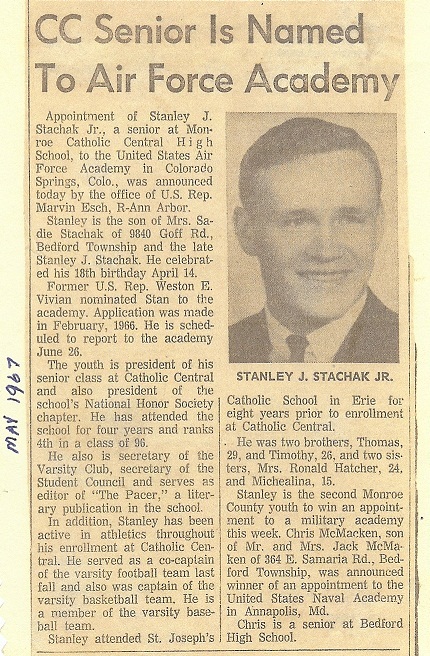 CC Senior Is Named
To Air Force Academy
Appointment of Stanley J.
Stachak Jr., a senior at Mon-
roe Catholic Central High
School, to the United States Air
Force Academy in Colorado
Springs, Colo., was announced
today by the office of U.S. Rep.
Marvin Esch, R-Ann Arbor.
Stanley is the son of Mrs. Sa-
die Stachak of 9840 Goff Rd.,
Bedford Township and the late
Stanley J. Stachak. He celebrat-
ed his 18th birthday April 14.
Former U.S. Rep. Weston E.
Vivian nominated Stan to the
academy. Application was made
in February, 1966. He is sched-
uled to report to the academy
June 26.
The youth is president of his
senior class at Catholic Central
and also president of the
school's National Honor Society
chapter. He has attended the
school for four years and ranks
4th in a class of 96.
He also is secretary of the
Varsity Club, secretary of the
Student Council and serves as
editor of "The Pacer," a liter-
ary publication in the school.
In addition, Stanley has been
active in athletics throughout
his enrollment at Catholic Cen-
tral. He served as a co-captain
of the varsity football team last
fall and also was captain of the
varsity basketball team. He is
a member of the varsity base-
ball team.
Stanley attended St. Joseph's
STANLEY J. STACHAK JR.
Catholic School in Erie for
eight years prior to enrollment
at Catholic Central.
He was two brothers, Thomas,
29, and Timothy, 26, and two sis-
ters, Mrs. Ronald Hatcher, 24,
and Michealina, 15.
Stanley is the second Monroe
County youth to win an appoint-
ment to a military academy
this week. Chris McMacken, son
of Mr. and Mrs. Jack McMa-
ken of 364 E. Samaria Rd., Bed-
ford Township, was announced
winner of an appointment to the
United States Naval Academy
in Annapolis, Md.
Chris is a senior at Bedford
High School.
MAY 1967